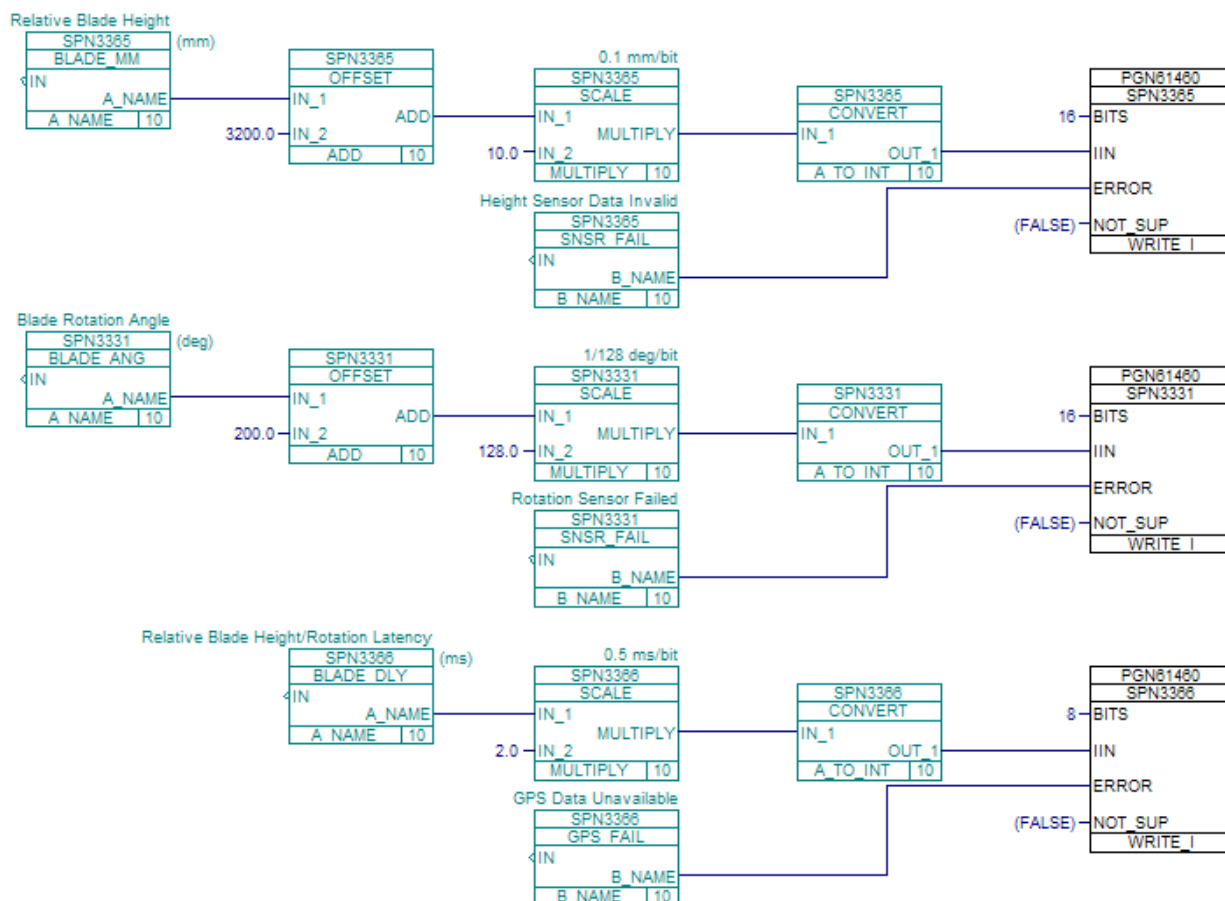 Relative Blade Height
SPN3365 (mm)
BLADE_MM
IN
A_NAME
A_NAME 10
SPN3365
OFFSET
IN_1
ADD
3200.0 IN_2
ADD 10
0.1 mm/bit
SPN3365
SCALE
IN_1
MULTIPLY
10.0 IN_2
MULTIPLY 10
SPN3365
CONVERT
IN_1
OUT_1
A_TO_INT 10
PGN61460
SPN3365
16 BITS
IIN
ERROR
(FALSE) NOT_SUP
WRITE_I
Height Sensor Data Invalid
SPN3365
SNSR_FAIL
IN
B_NAME
B_NAME 10
Blade Rotation Angle
SPN3331 (deg)
BLADE_ANG
IN
A_NAME
A_NAME 10
SPN3331
OFFSET
IN_1
ADD
200.0 IN_2
ADD 10
1/128 deg/bit
SPN3331
SCALE
IN_1
MULTIPLY
128.0 IN_2
MULTIPLY 10
SPN3331
CONVERT
IN_1
OUT_1
A_TO_INT 10
PGN61460
SPN3331
16 BITS
IIN
ERROR
(FALSE) NOT_SUP
WRITE_I
Rotation Sensor Failed
SPN3331
SNSR_FAIL
IN
B_NAME
B_NAME 10
Relative Blade Height/Rotation Latency
SPN3366 (ms)
BLADE_DLY
IN
A_NAME
A_NAME 10
0.5 ms/bit
SPN3366
SCALE
IN_1
MULTIPLY
2.0 IN_2
MULTIPLY 10
SPN3366
CONVERT
IN_1
OUT_1
A_TO_INT 10
PGN61460
SPN3366
8 BITS
IIN
ERROR
(FALSE) NOT_SUP
WRITE_I
GPS Data Unavailable
SPN3366
GPS_FAIL
IN
B_NAME
B_NAME 10